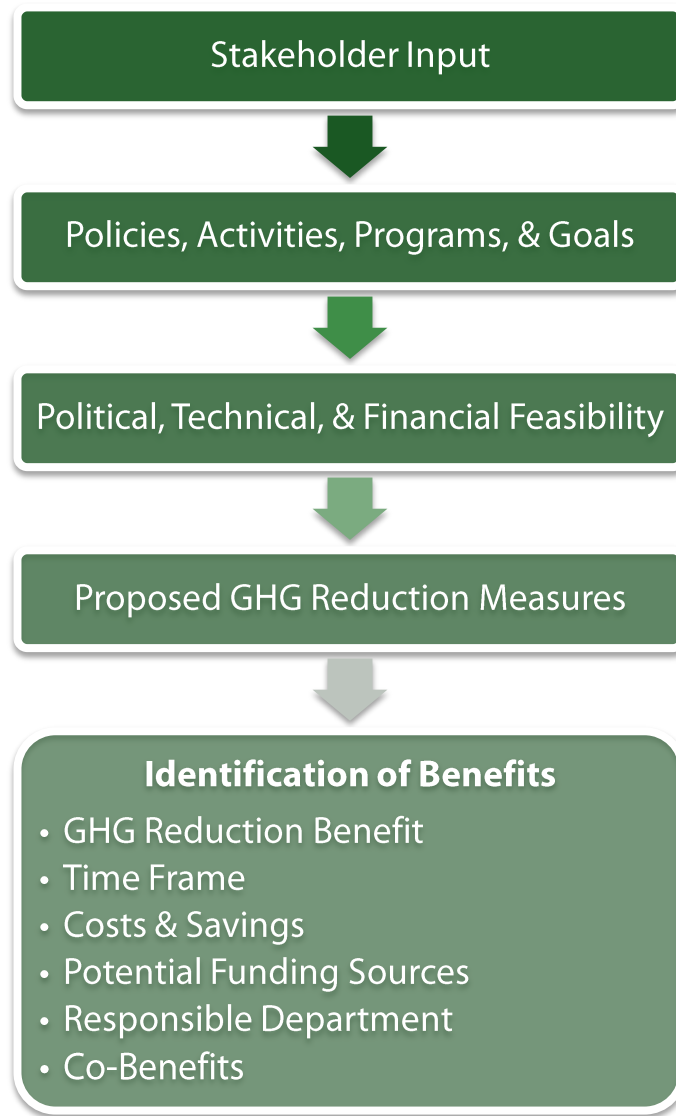 Stakeholder Input
Policies, Activities, Programs, & Goals
Political, Technical, & Financial Feasibility
Proposed GHG Reduction Measures
Identification of Benefits
• GHG Reduction Benefit
• Time Frame
• Costs & Savings
• Potential Funding Sources
• Responsible Department
• Co-Benefits